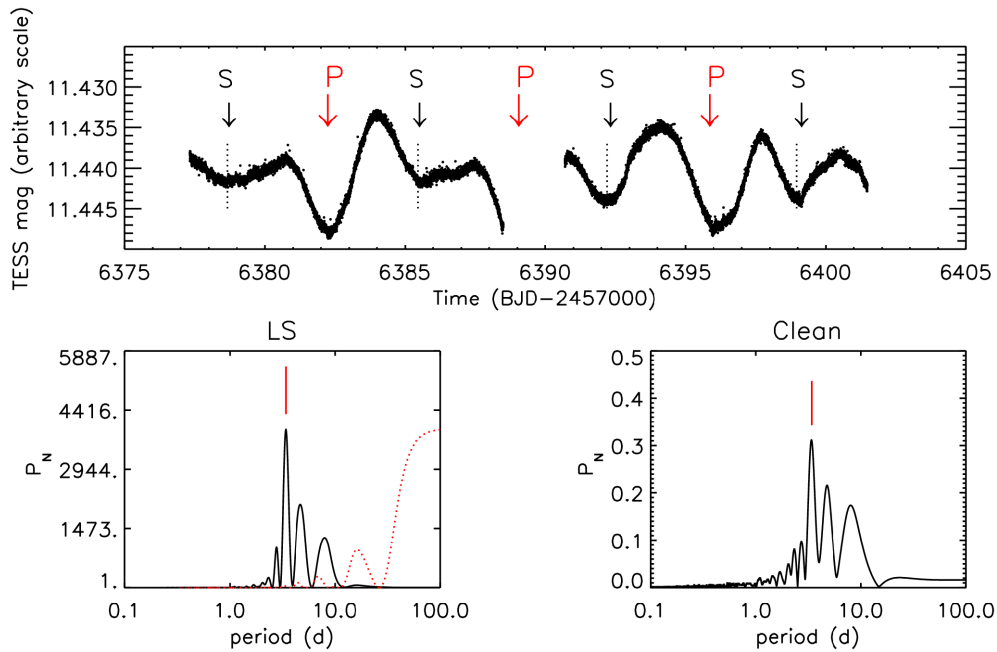 S P S P S P S
11.430
11.435
11.440
11.445
TESS mag (arbitrary scale)
6375 6380 6385 6390 6395 6400 6405
Time (BJD-2457000)
LS
5887.
4416.
2944.
1473.
1.
P_N
0.1 1.0 10.0 100.0
period (d)
Clean
0.5
0.4
0.3
0.2
0.1
0.0
P_N
0.1 1.0 10.0 100.0
period (d)